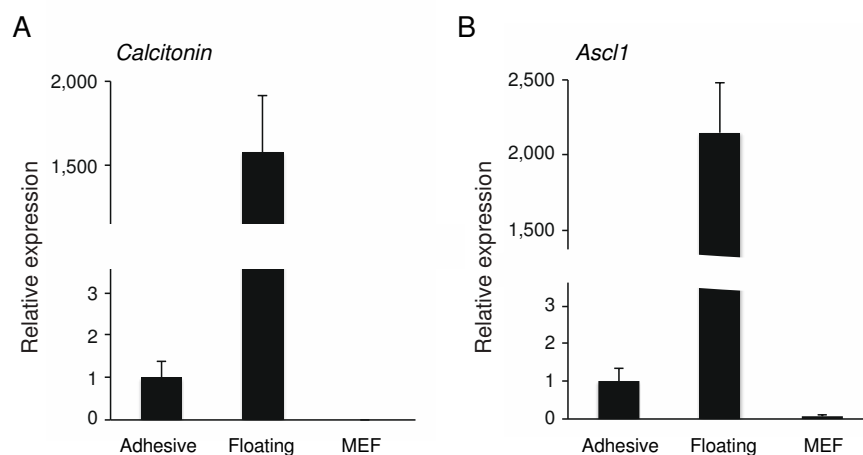 A
Calcitonin
Relative expression
2,000
1,500
3
2
1
0
Adhesive Floating MEF
B
Ascl1
Relative expression
2,500
2,000
1,500
3
2
1
0
Adhesive Floating MEF